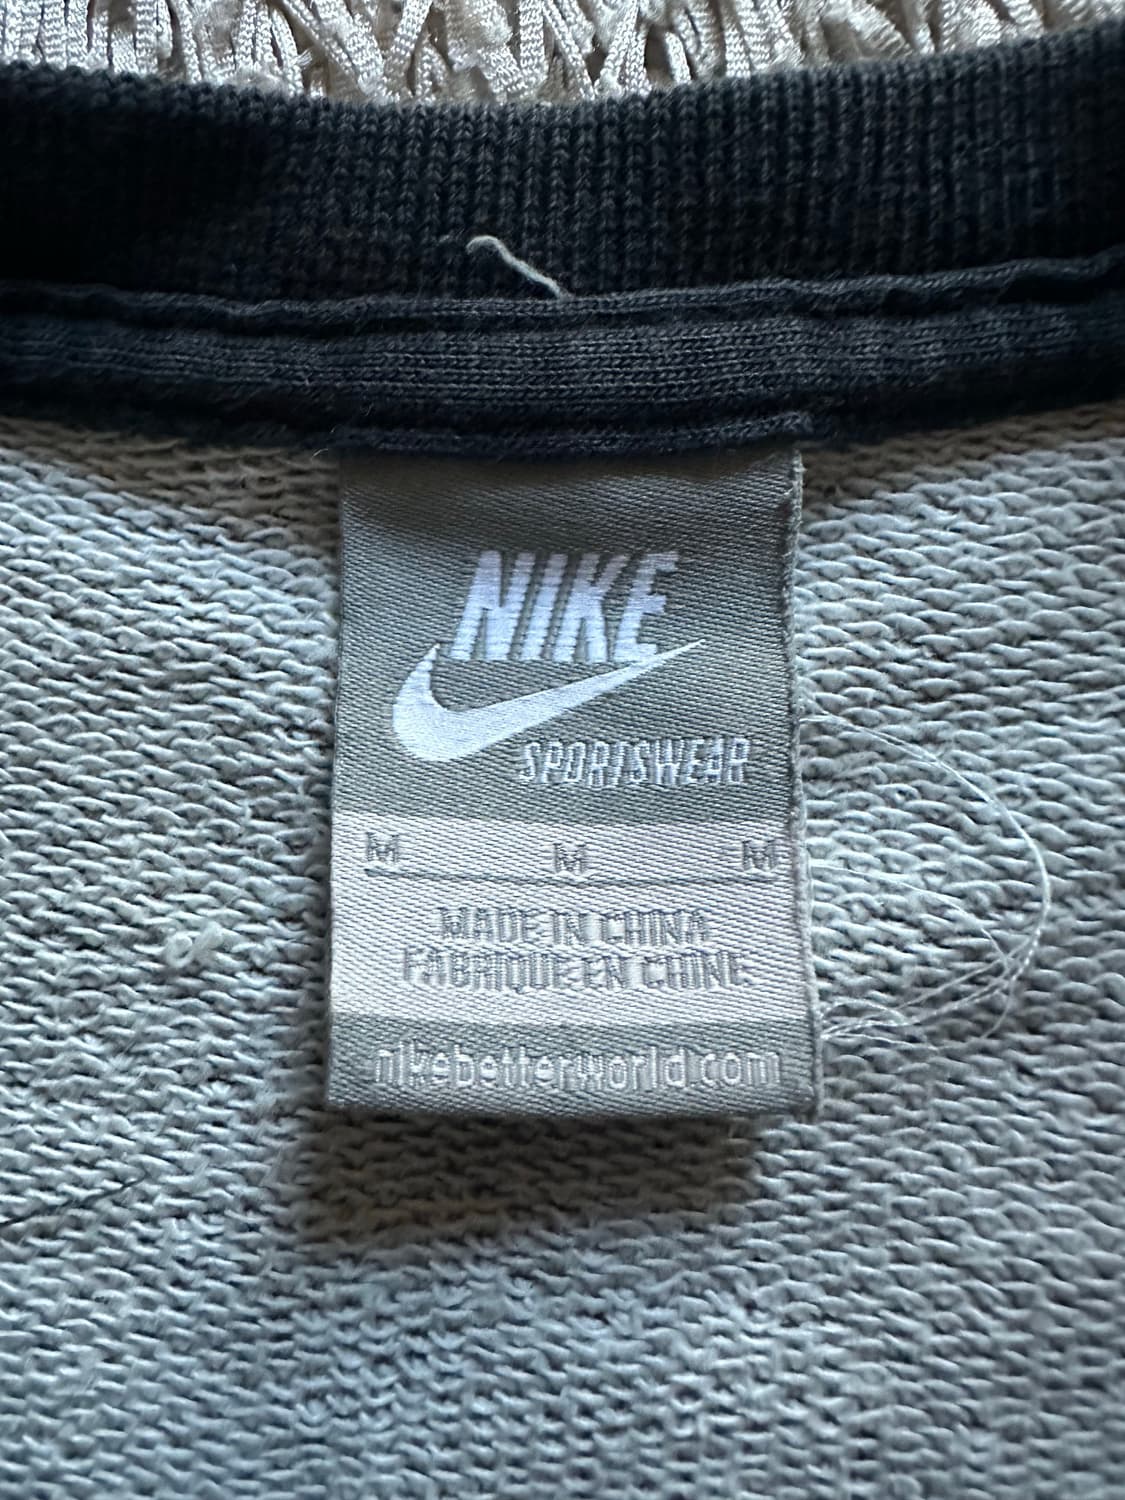 NIKE
SPORTSWEAR
M M M
MADE IN CHINA
FABRIQUE EN CHINE
nikebetterworld.com